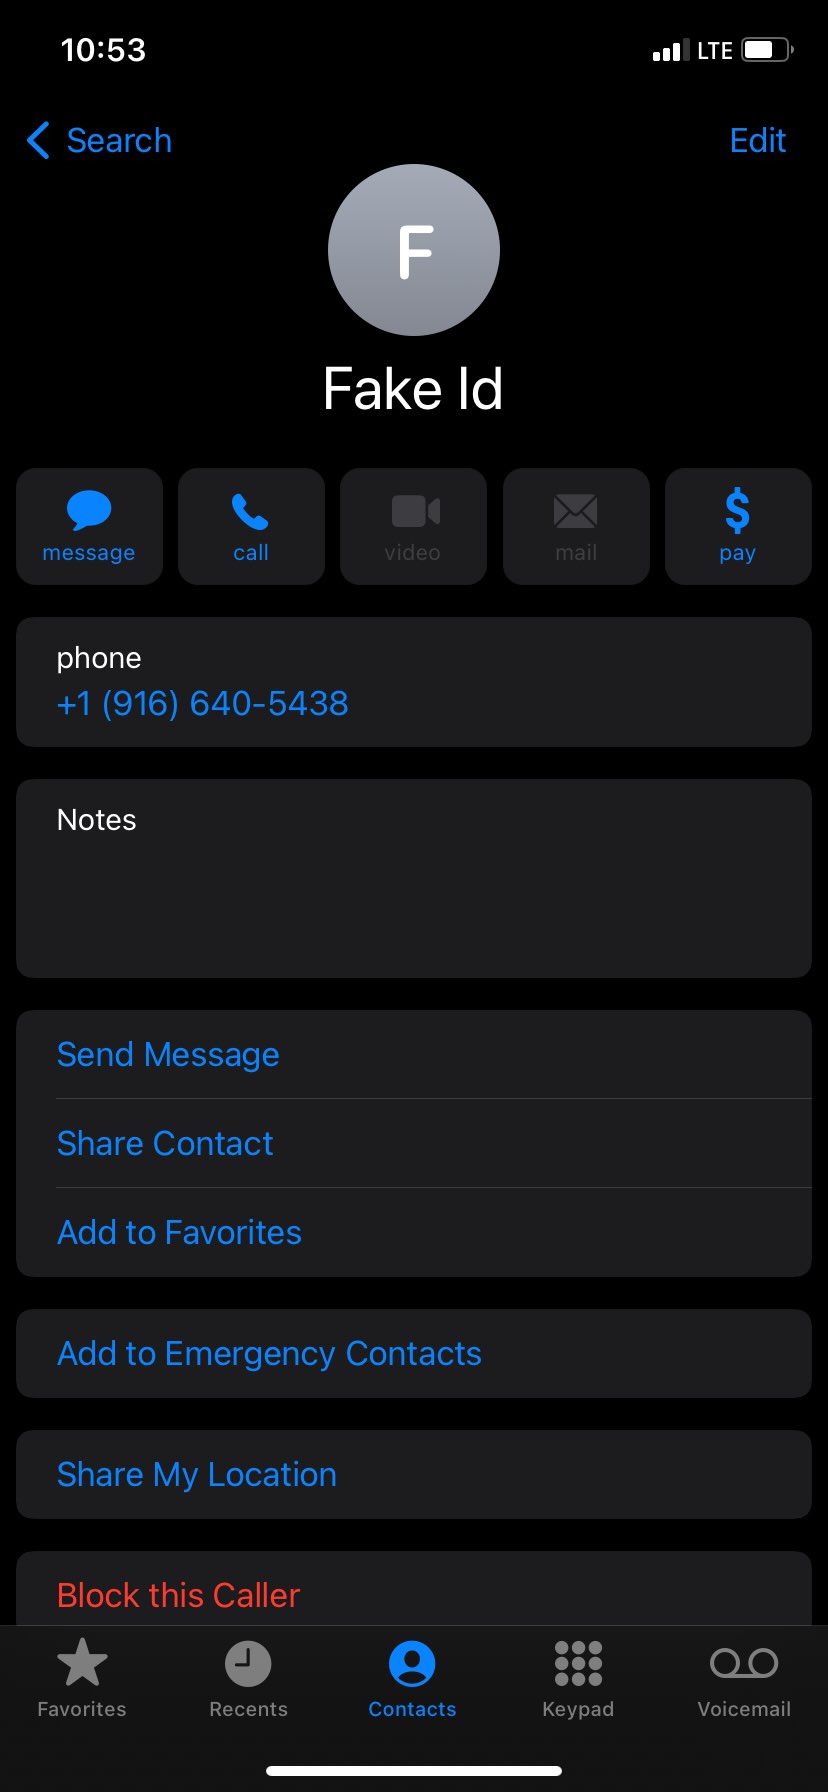 10:53 LTE
Search Edit
F
Fake Id
message call video mail pay
phone
+1 (916) 640-5438
Notes
Send Message
Share Contact
Add to Favorites
Add to Emergency Contacts
Share My Location
Block this Caller
Favorites Recents Contacts Keypad Voicemail